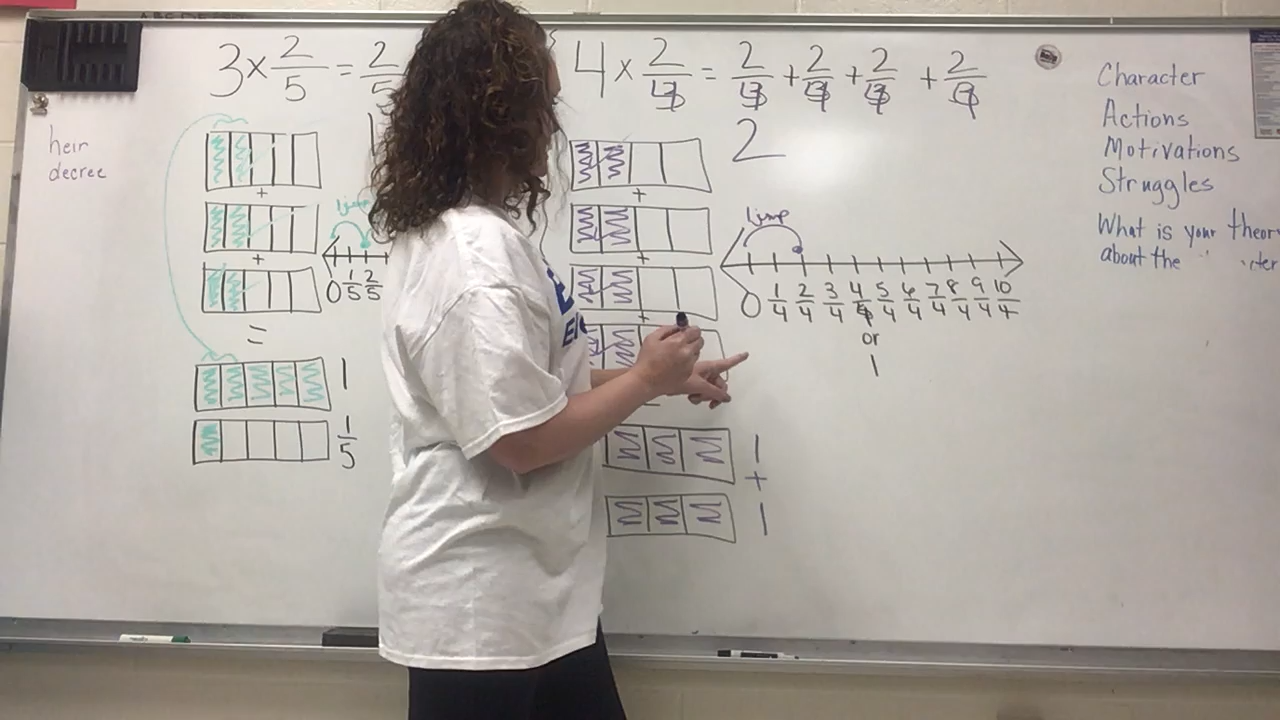 3 × 2/5 = 2/5
4 × 2/4 = 2/4 + 2/4 + 2/4 + 2/4
2
heir
decree
+
+
=
1
1/5
1 jump
0 1/5 2/5
+
+
+
1
+
1
1 jump
0 1/4 2/4 3/4 4/4 5/4 6/4 7/4 8/4 9/4 10/4
or
1
Character
Actions
Motivations
Struggles
What is your theory
about the